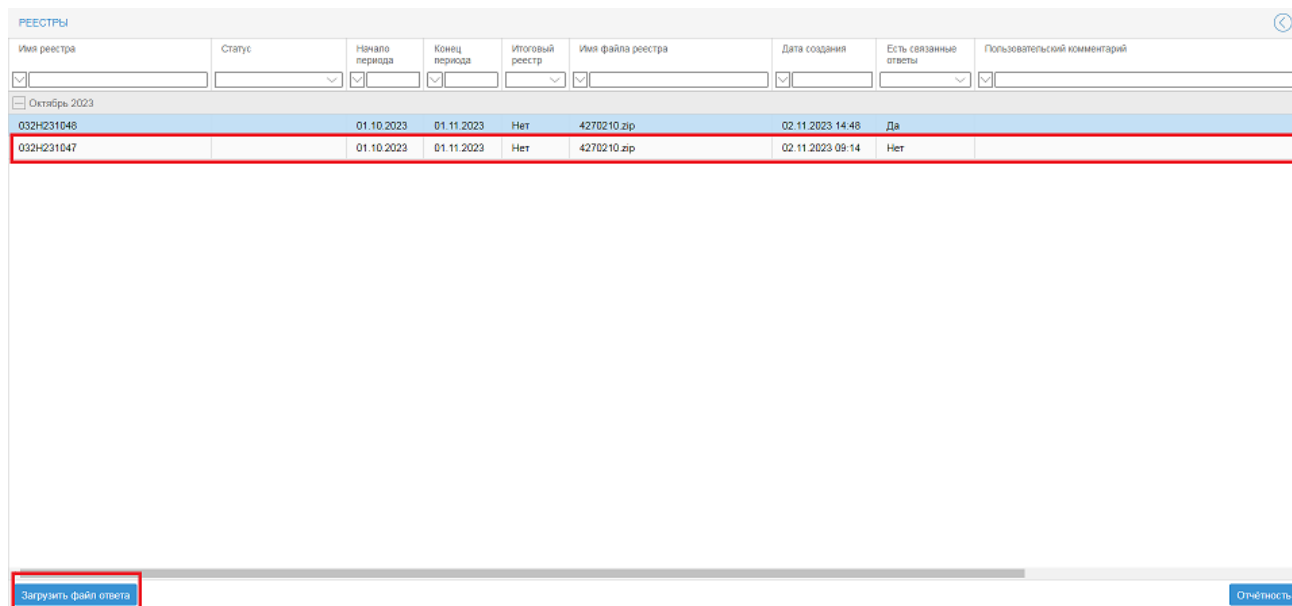 РЕЕСТРЫ
Имя реестра Статус Начало периода Конец периода Итоговый реестр Имя файла реестра Дата создания Есть связанные ответы Пользовательский комментарий
Октябрь 2023
032H231048 01.10.2023 01.11.2023 Нет 4270210.zip 02.11.2023 14:48 Да
032H231047 01.10.2023 01.11.2023 Нет 4270210.zip 02.11.2023 09:14 Нет
Загрузить файл ответа Отчётность